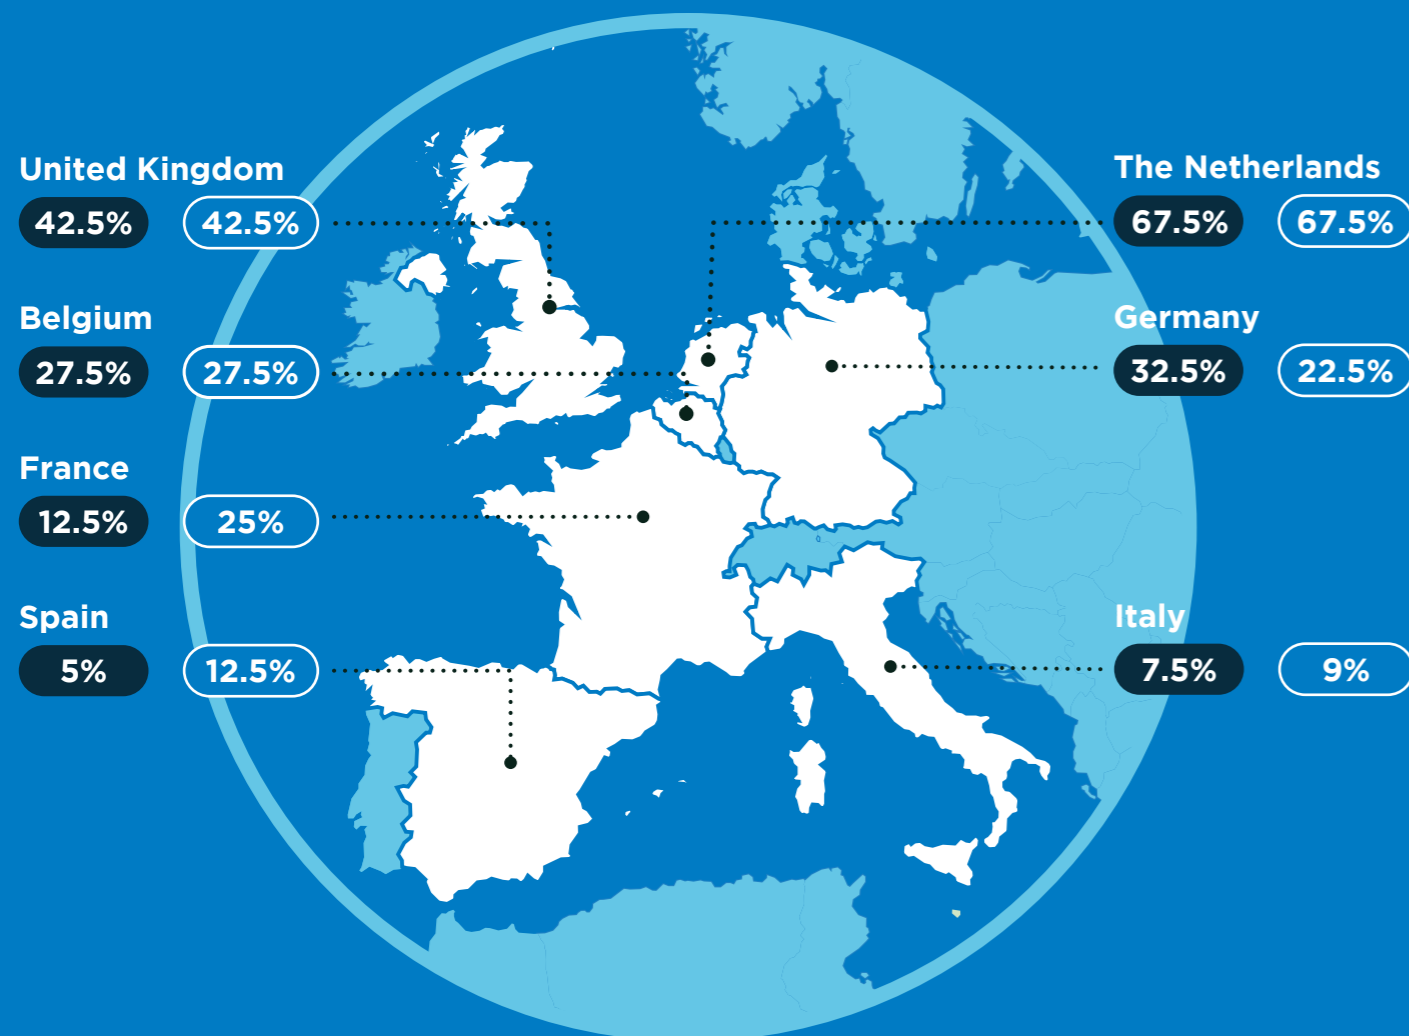 United Kingdom
42.5% 42.5%
Belgium
27.5% 27.5%
France
12.5% 25%
Spain
5% 12.5%
The Netherlands
67.5% 67.5%
Germany
32.5% 22.5%
Italy
7.5% 9%